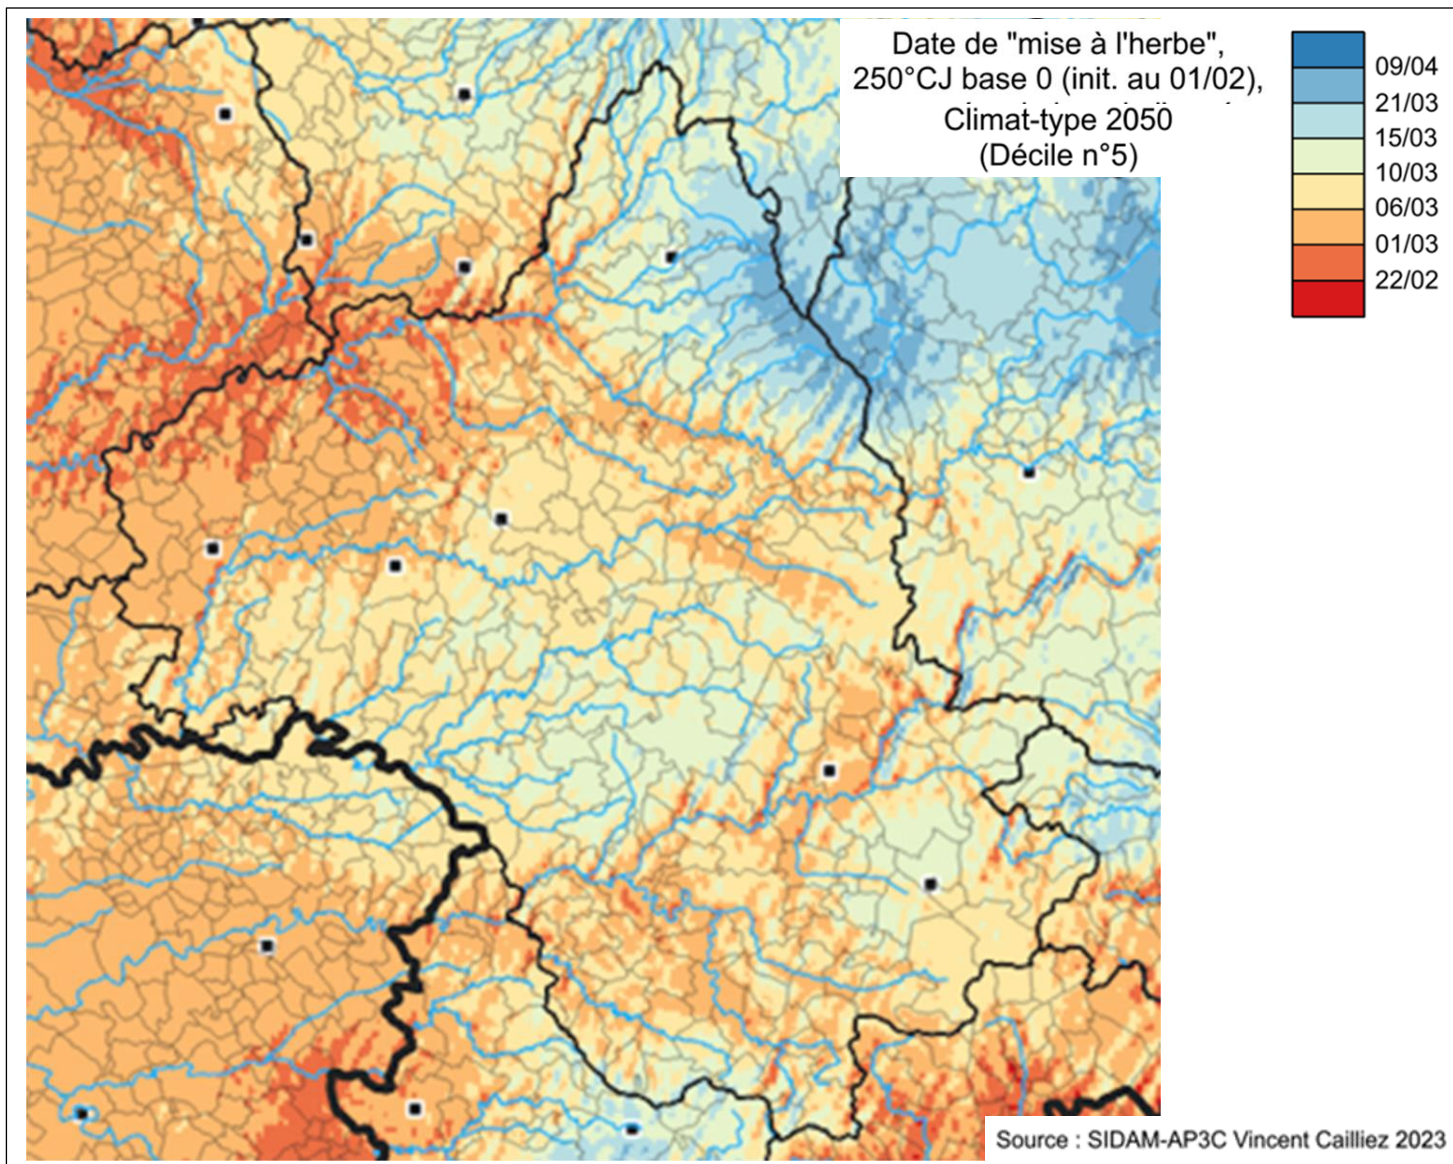 Date de "mise à l'herbe",
250°CJ base 0 (init. au 01/02),
Climat-type 2050
(Décile n°5)
09/04
21/03
15/03
10/03
06/03
01/03
22/02
Source : SIDAM-AP3C Vincent Cailliez 2023